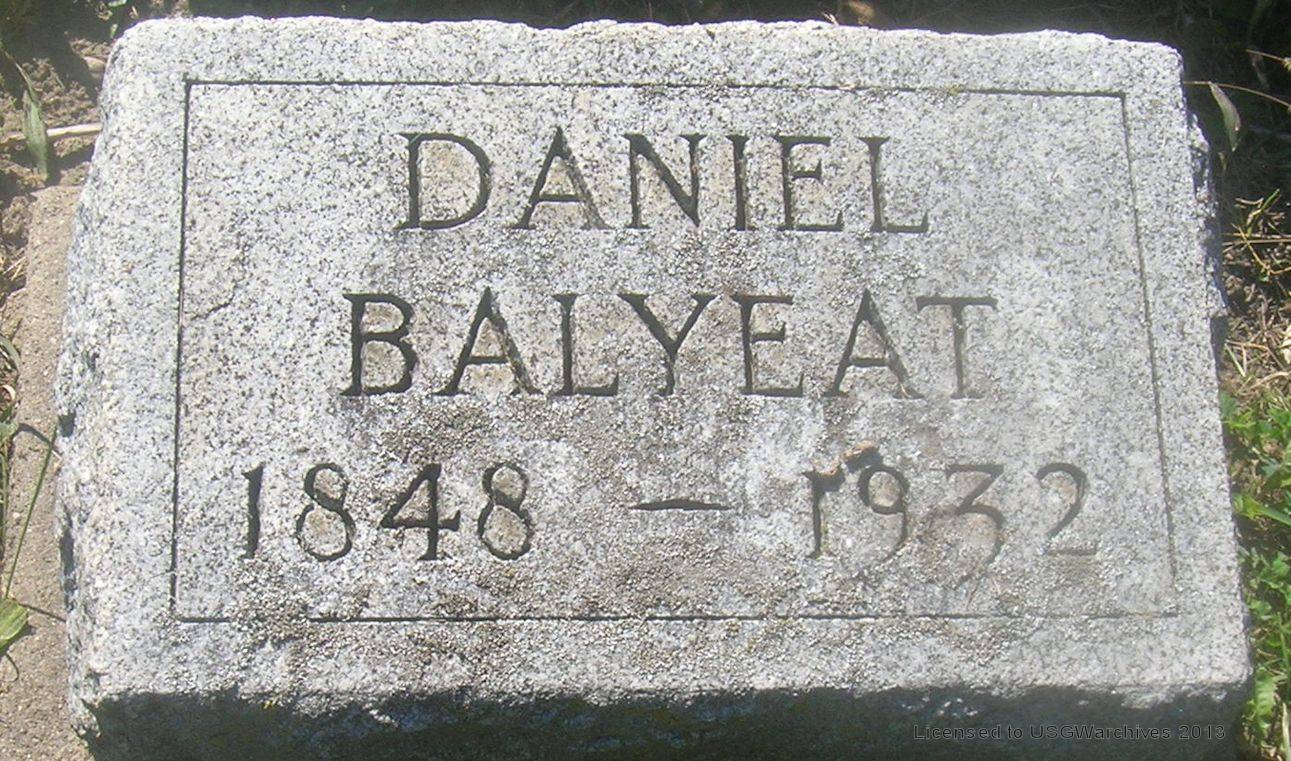 DANIEL
BALYEAT
1848 – 1932
Licensed to USGWarchives 2013